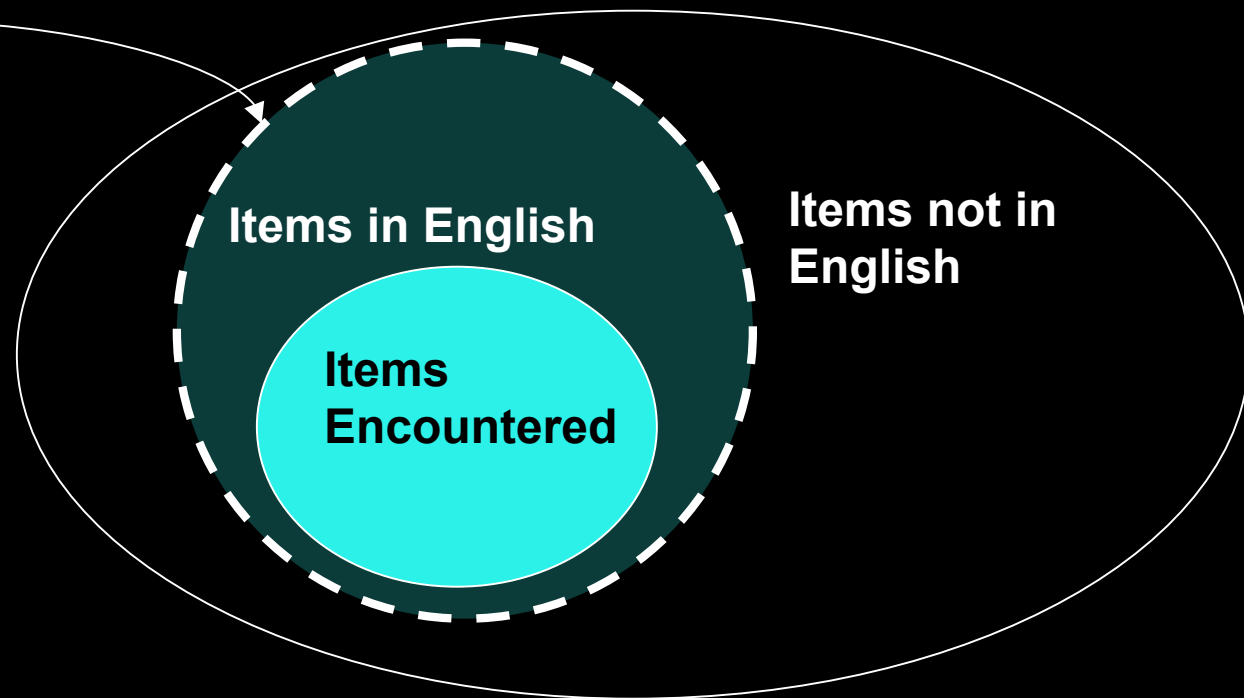 Items in English
Items not in
English
Items
Encountered